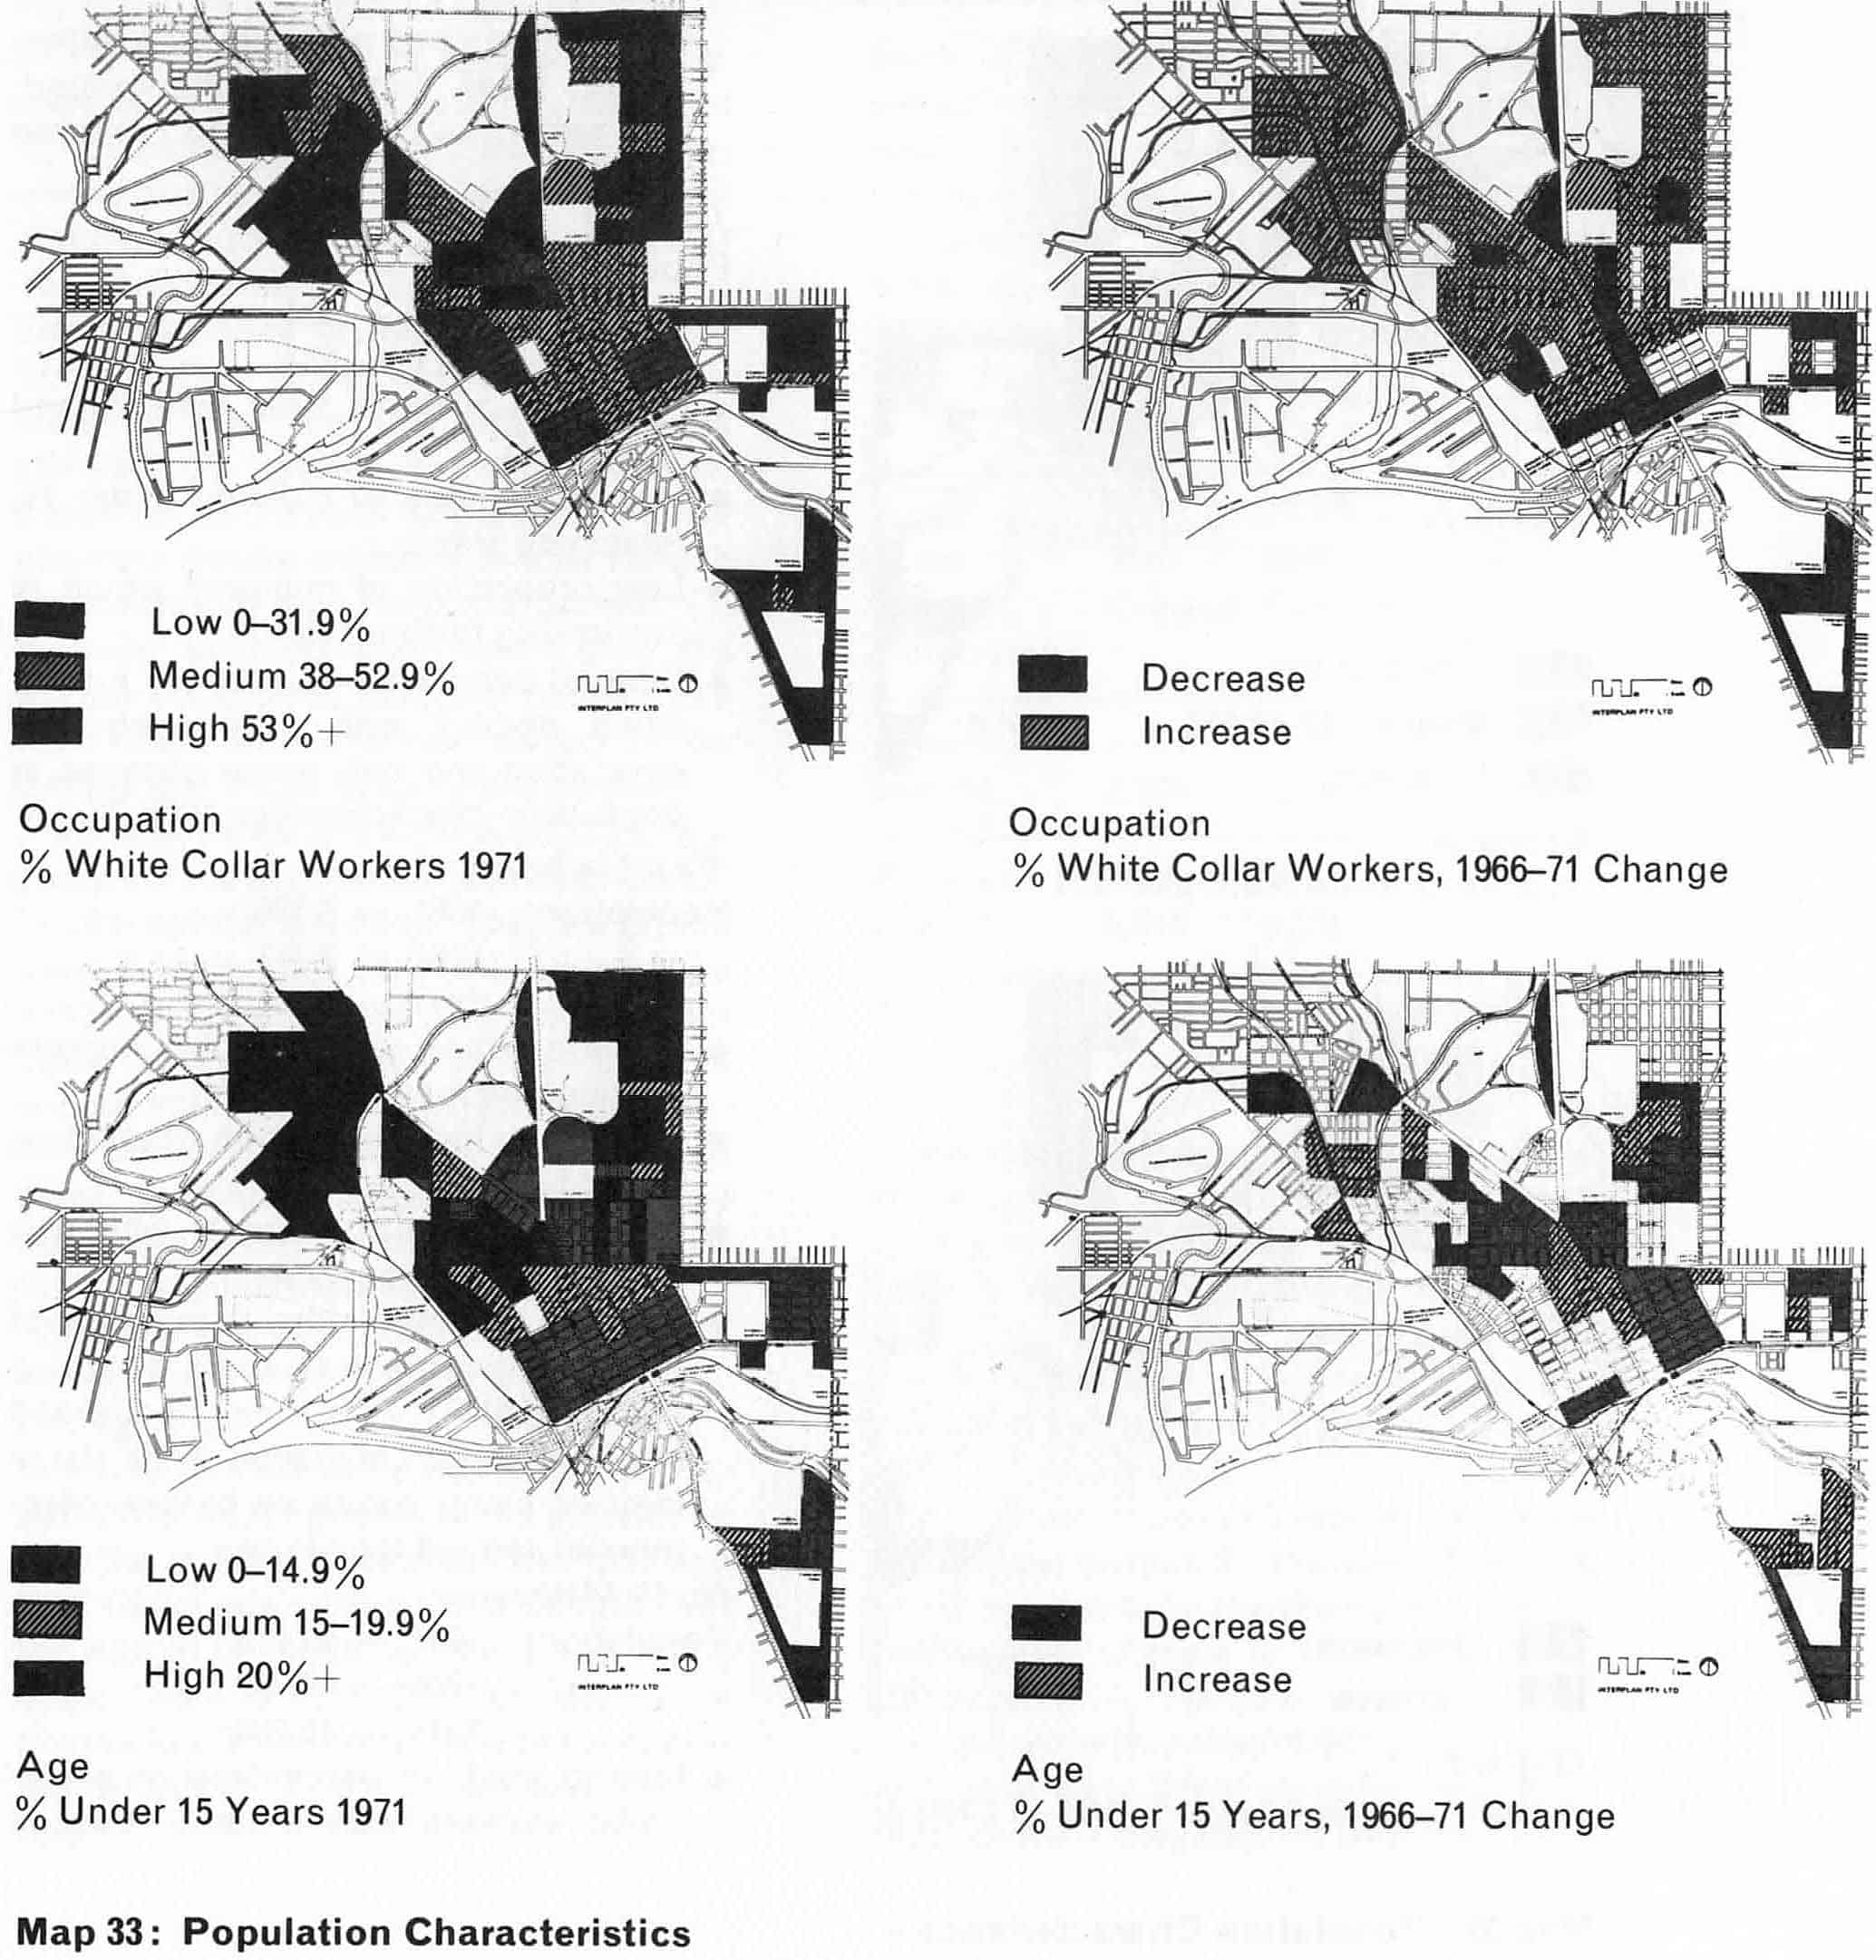 Low 0–31.9%
Medium 38–52.9%
High 53%+
INTERPLAN PTY LTD
Occupation
% White Collar Workers 1971
Decrease
Increase
INTERPLAN PTY LTD
Occupation
% White Collar Workers, 1966–71 Change
Low 0–14.9%
Medium 15–19.9%
High 20%+
INTERPLAN PTY LTD
Age
% Under 15 Years 1971
Decrease
Increase
INTERPLAN PTY LTD
Age
% Under 15 Years, 1966–71 Change
Map 33: Population Characteristics